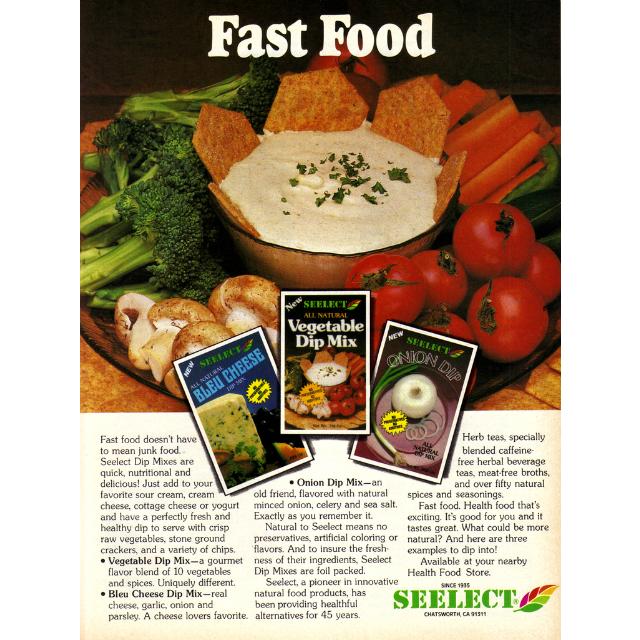 Fast Food
New
SEELECT
ALL NATURAL
BLEU CHEESE
DIP MIX
New
SEELECT
ALL NATURAL
Vegetable
Dip Mix
NEW
SEELECT
ONION DIP
ALL
NATURAL
DIP MIX
Fast food doesn't have
to mean junk food.
Seelect Dip Mixes are
quick, nutritional and
delicious! Just add to your
favorite sour cream, cream
cheese, cottage cheese or yogurt
and have a perfectly fresh and
healthy dip to serve with crisp
raw vegetables, stone ground
crackers, and a variety of chips.
• Vegetable Dip Mix—a gourmet
flavor blend of 10 vegetables
and spices. Uniquely different.
• Bleu Cheese Dip Mix—real
cheese, garlic, onion and
parsley. A cheese lovers favorite.
• Onion Dip Mix—an
old friend, flavored with natural
minced onion, celery and sea salt.
Exactly as you remember it.
Natural to Seelect means no
preservatives, artificial coloring or
flavors. And to insure the fresh-
ness of their ingredients, Seelect
Dip Mixes are foil packed.
Seelect, a pioneer in innovative
natural food products, has
been providing healthful
alternatives for 45 years.
Herb teas, specially
blended caffeine-
free herbal beverage
teas, meat-free broths,
and over fifty natural
spices and seasonings.
Fast food. Health food that's
exciting. It's good for you and it
tastes great. What could be more
natural? And here are three
examples to dip into!
Available at your nearby
Health Food Store.
SINCE 1935
SEELECT®
CHATSWORTH, CA 91311